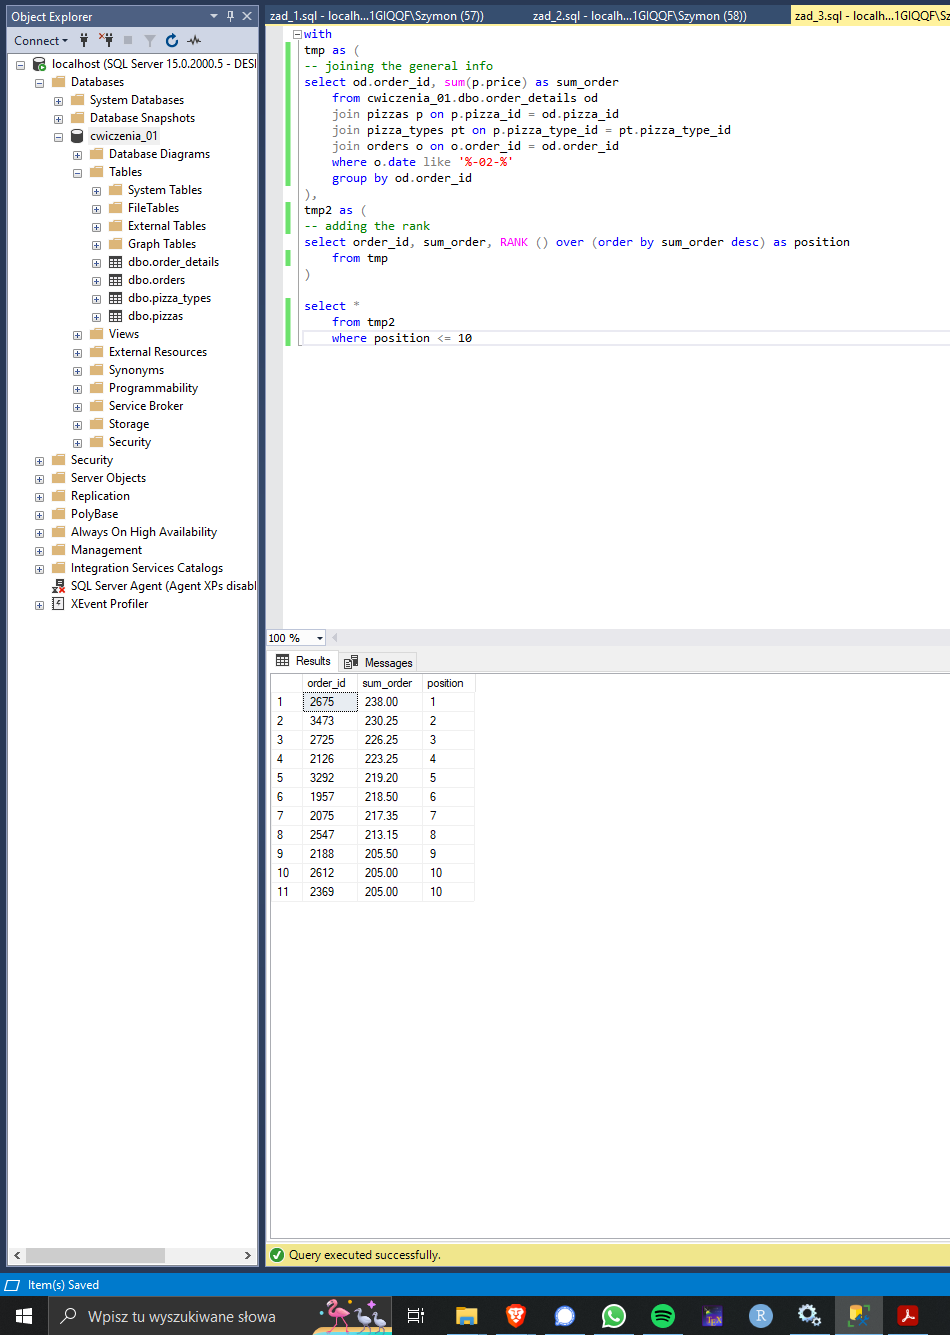 Object Explorer
Connect
localhost (SQL Server 15.0.2000.5 - DESI
Databases
System Databases
Database Snapshots
cwiczenia_01
Database Diagrams
Tables
System Tables
FileTables
External Tables
Graph Tables
dbo.order_details
dbo.orders
dbo.pizza_types
dbo.pizzas
Views
External Resources
Synonyms
Programmability
Service Broker
Storage
Security
Security
Server Objects
Replication
PolyBase
Always On High Availability
Management
Integration Services Catalogs
SQL Server Agent (Agent XPs disabl
XEvent Profiler
zad_1.sql - localh...1GIQQF\Szymon (57))
zad_2.sql - localh...1GIQQF\Szymon (58))
zad_3.sql - localh...1GIQQF\Sz
with
tmp as (
-- joining the general info
select od.order_id, sum(p.price) as sum_order
from cwiczenia_01.dbo.order_details od
join pizzas p on p.pizza_id = od.pizza_id
join pizza_types pt on p.pizza_type_id = pt.pizza_type_id
join orders o on o.order_id = od.order_id
where o.date like '%-02-%'
group by od.order_id
),
tmp2 as (
-- adding the rank
select order_id, sum_order, RANK () over (order by sum_order desc) as position
from tmp
)
select *
from tmp2
where position <= 10
100 %
Results Messages
order_id sum_order position
1 2675 238.00 1
2 3473 230.25 2
3 2725 226.25 3
4 2126 223.25 4
5 3292 219.20 5
6 1957 218.50 6
7 2075 217.35 7
8 2547 213.15 8
9 2188 205.50 9
10 2612 205.00 10
11 2369 205.00 10
Query executed successfully.
Item(s) Saved
Wpisz tu wyszukiwane słowa
R